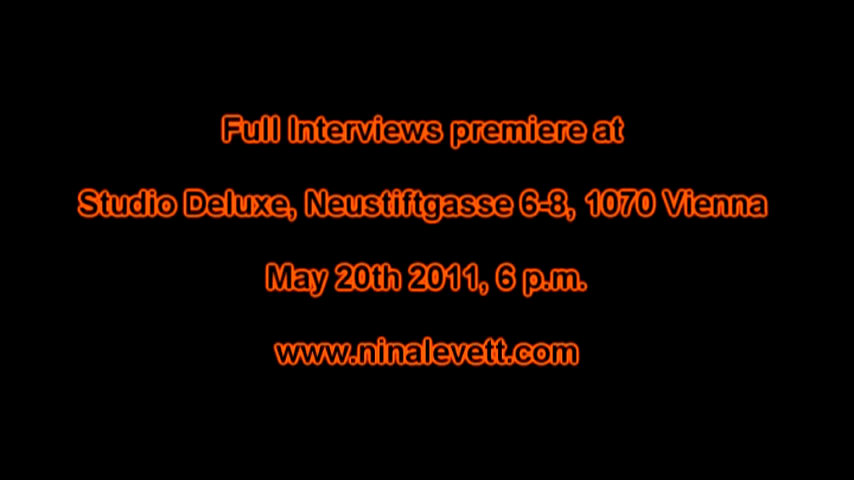 Full Interviews premiere at
Studio Deluxe, Neustiftgasse 6-8, 1070 Vienna
May 20th 2011, 6 p.m.
www.ninalevett.com